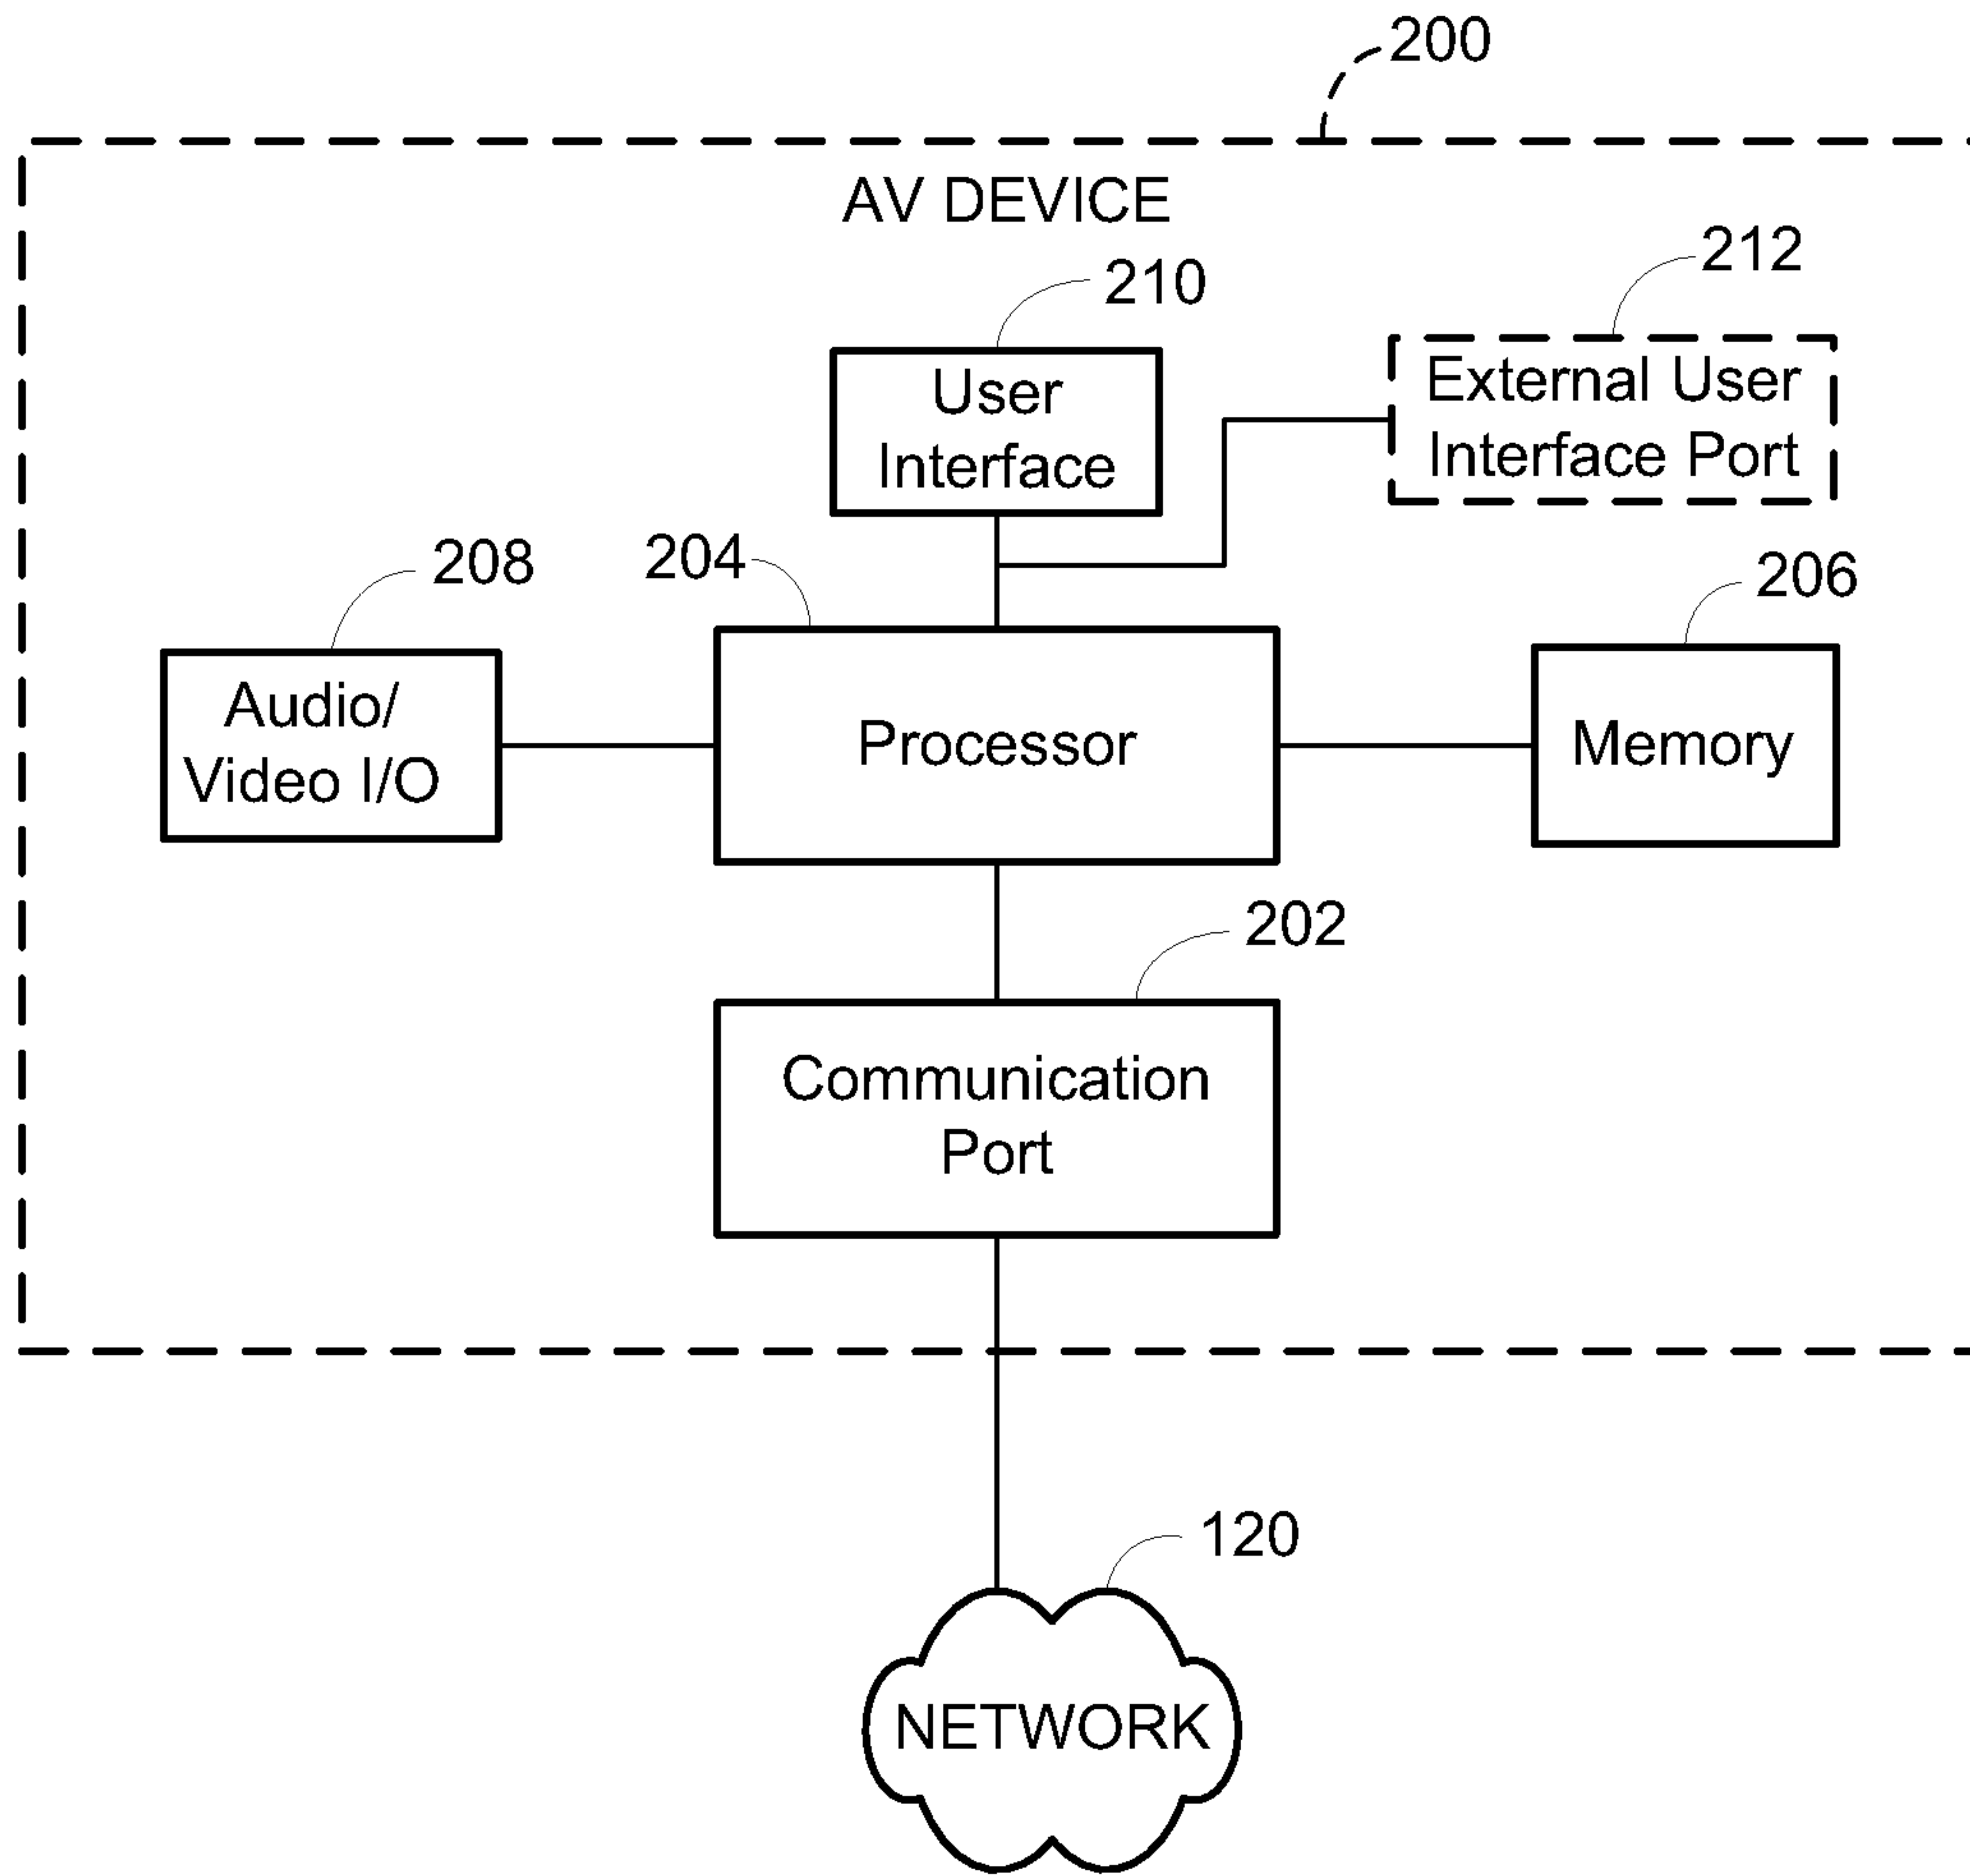 200
AV DEVICE
212
210
External User
Interface Port
User
Interface
208
204
206
Audio/
Video I/O
Processor
Memory
202
Communication
Port
120
NETWORK